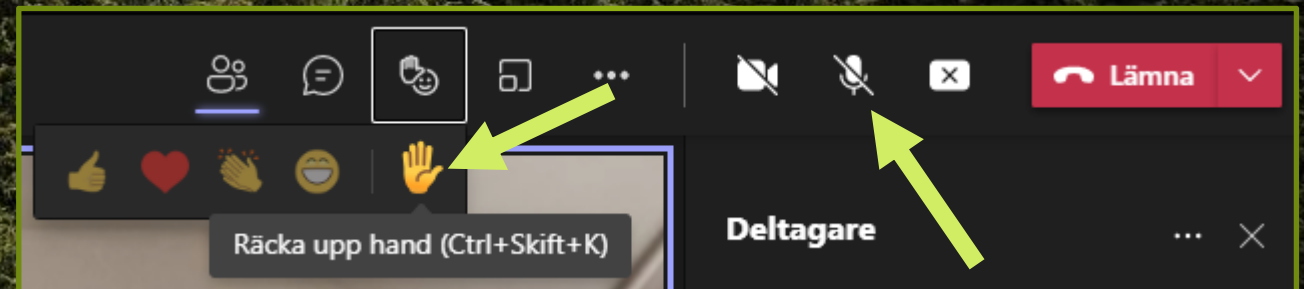 Lämna
Räcka upp hand (Ctrl+Skift+K)
Deltagare